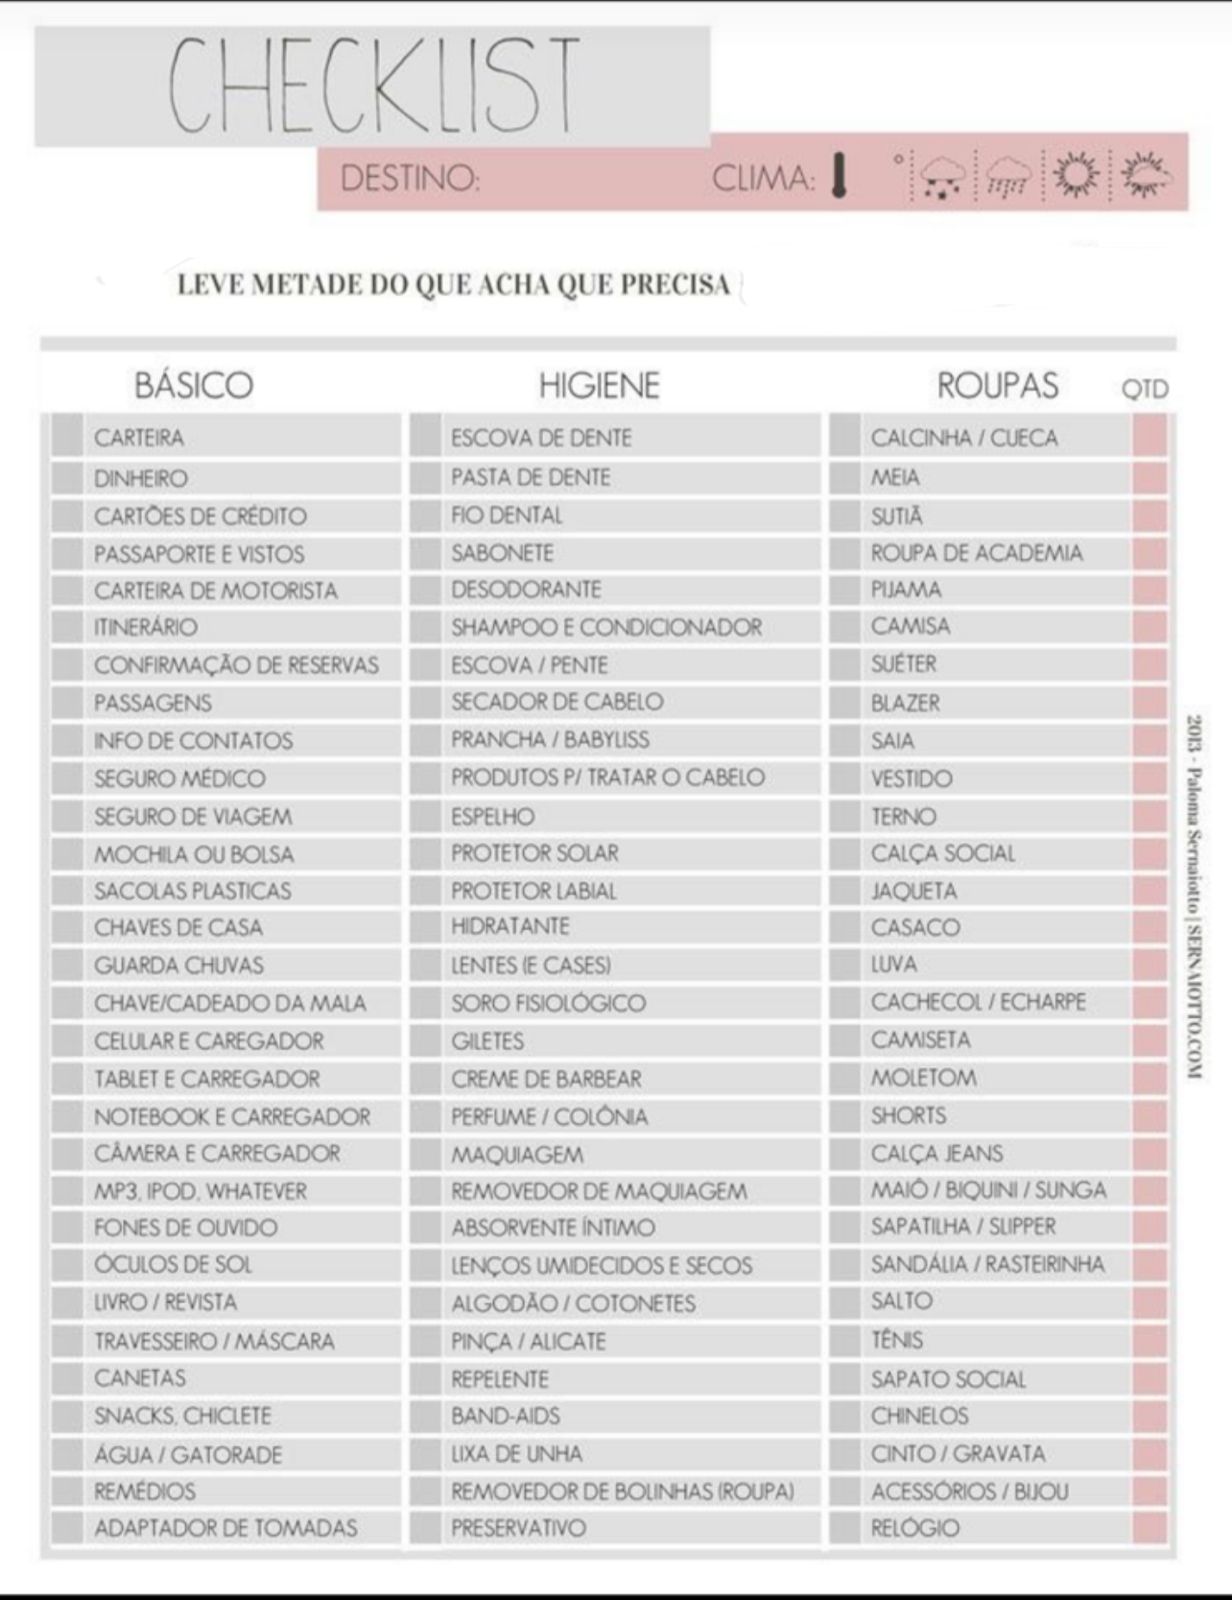 CHECKLIST
DESTINO: CLIMA: °
LEVE METADE DO QUE ACHA QUE PRECISA
BÁSICO
CARTEIRA
DINHEIRO
CARTÕES DE CRÉDITO
PASSAPORTE E VISTOS
CARTEIRA DE MOTORISTA
ITINERÁRIO
CONFIRMAÇÃO DE RESERVAS
PASSAGENS
INFO DE CONTATOS
SEGURO MÉDICO
SEGURO DE VIAGEM
MOCHILA OU BOLSA
SACOLAS PLASTICAS
CHAVES DE CASA
GUARDA CHUVAS
CHAVE/CADEADO DA MALA
CELULAR E CAREGADOR
TABLET E CARREGADOR
NOTEBOOK E CARREGADOR
CÂMERA E CARREGADOR
MP3, IPOD, WHATEVER
FONES DE OUVIDO
ÓCULOS DE SOL
LIVRO / REVISTA
TRAVESSEIRO / MÁSCARA
CANETAS
SNACKS, CHICLETE
ÁGUA / GATORADE
REMÉDIOS
ADAPTADOR DE TOMADAS
HIGIENE
ESCOVA DE DENTE
PASTA DE DENTE
FIO DENTAL
SABONETE
DESODORANTE
SHAMPOO E CONDICIONADOR
ESCOVA / PENTE
SECADOR DE CABELO
PRANCHA / BABYLISS
PRODUTOS P/ TRATAR O CABELO
ESPELHO
PROTETOR SOLAR
PROTETOR LABIAL
HIDRATANTE
LENTES (E CASES)
SORO FISIOLÓGICO
GILETES
CREME DE BARBEAR
PERFUME / COLÔNIA
MAQUIAGEM
REMOVEDOR DE MAQUIAGEM
ABSORVENTE ÍNTIMO
LENÇOS UMIDECIDOS E SECOS
ALGODÃO / COTONETES
PINÇA / ALICATE
REPELENTE
BAND-AIDS
LIXA DE UNHA
REMOVEDOR DE BOLINHAS (ROUPA)
PRESERVATIVO
ROUPAS QTD
CALCINHA / CUECA
MEIA
SUTIÃ
ROUPA DE ACADEMIA
PIJAMA
CAMISA
SUÉTER
BLAZER
SAIA
VESTIDO
TERNO
CALÇA SOCIAL
JAQUETA
CASACO
LUVA
CACHECOL / ECHARPE
CAMISETA
MOLETOM
SHORTS
CALÇA JEANS
MAIÔ / BIQUINI / SUNGA
SAPATILHA / SLIPPER
SANDÁLIA / RASTEIRINHA
SALTO
TÊNIS
SAPATO SOCIAL
CHINELOS
CINTO / GRAVATA
ACESSÓRIOS / BIJOU
RELÓGIO
2013 - Paloma Sernaiotto | SERNAIOTTO.COM